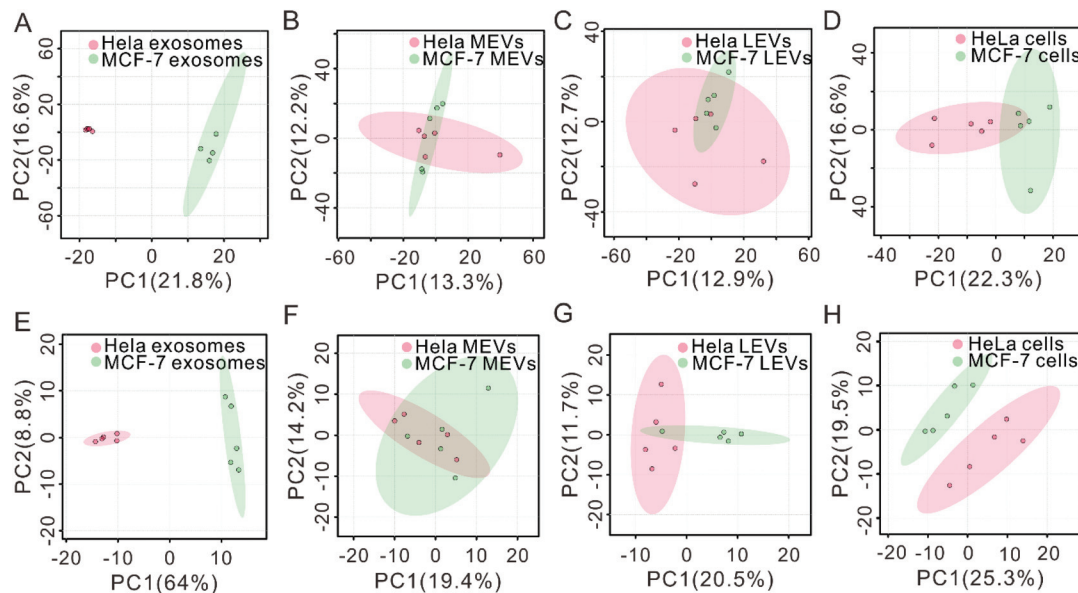 A
Hela exosomes
MCF-7 exosomes
PC2(16.6%)
60
20
-20
-60
-20
0
20
PC1(21.8%)
B
Hela MEVs
MCF-7 MEVs
PC2(12.2%)
40
0
-40
-60
-20
20
60
PC1(13.3%)
C
Hela LEVs
MCF-7 LEVs
PC2(12.7%)
40
0
-40
-60
-20
20
60
PC1(12.9%)
D
HeLa cells
MCF-7 cells
PC2(16.6%)
40
0
40
-40
-20
0
20
PC1(22.3%)
E
Hela exosomes
MCF-7 exosomes
PC2(8.8%)
20
10
0
-10
-20
-20
-10
0
10
20
PC1(64%)
F
Hela MEVs
MCF-7 MEVs
PC2(14.2%)
20
10
0
-10
-20
-20
-10
0
10
20
PC1(19.4%)
G
Hela LEVs
MCF-7 LEVs
PC2(11.7%)
20
10
0
-10
-20
-10
0
10
20
PC1(20.5%)
H
HeLa cells
MCF-7 cells
PC2(19.5%)
20
10
0
-10
-20
-20
-10
0
10
20
PC1(25.3%)